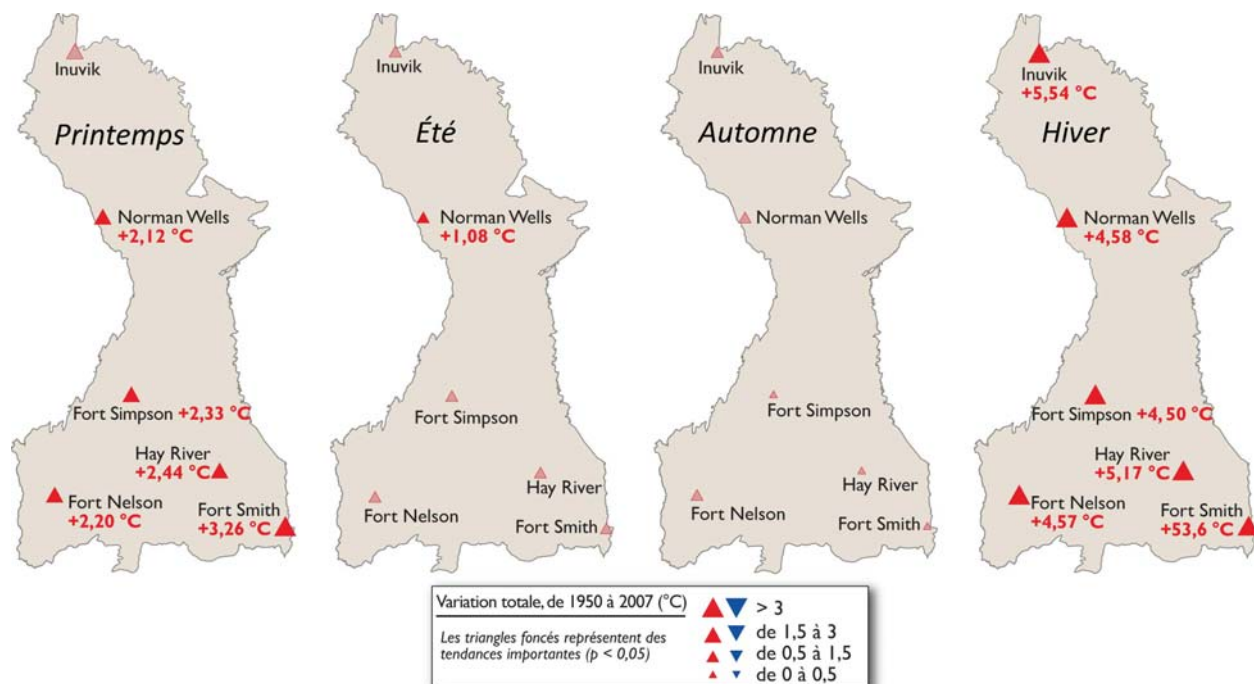 Inuvik
Printemps
Norman Wells
+2,12 °C
Fort Simpson +2,33 °C
Hay River
+2,44 °C
Fort Nelson
+2,20 °C
Fort Smith
+3,26 °C
Inuvik
Été
Norman Wells
+1,08 °C
Fort Simpson
Hay River
Fort Nelson
Fort Smith
Inuvik
Automne
Norman Wells
Fort Simpson
Hay River
Fort Nelson
Fort Smith
Inuvik
+5,54 °C
Hiver
Norman Wells
+4,58 °C
Fort Simpson +4,50 °C
Hay River
+5,17 °C
Fort Nelson
+4,57 °C
Fort Smith
+53,6 °C
Variation totale, de 1950 à 2007 (°C)
Les triangles foncés représentent des
tendances importantes (p < 0,05)
> 3
de 1,5 à 3
de 0,5 à 1,5
de 0 à 0,5